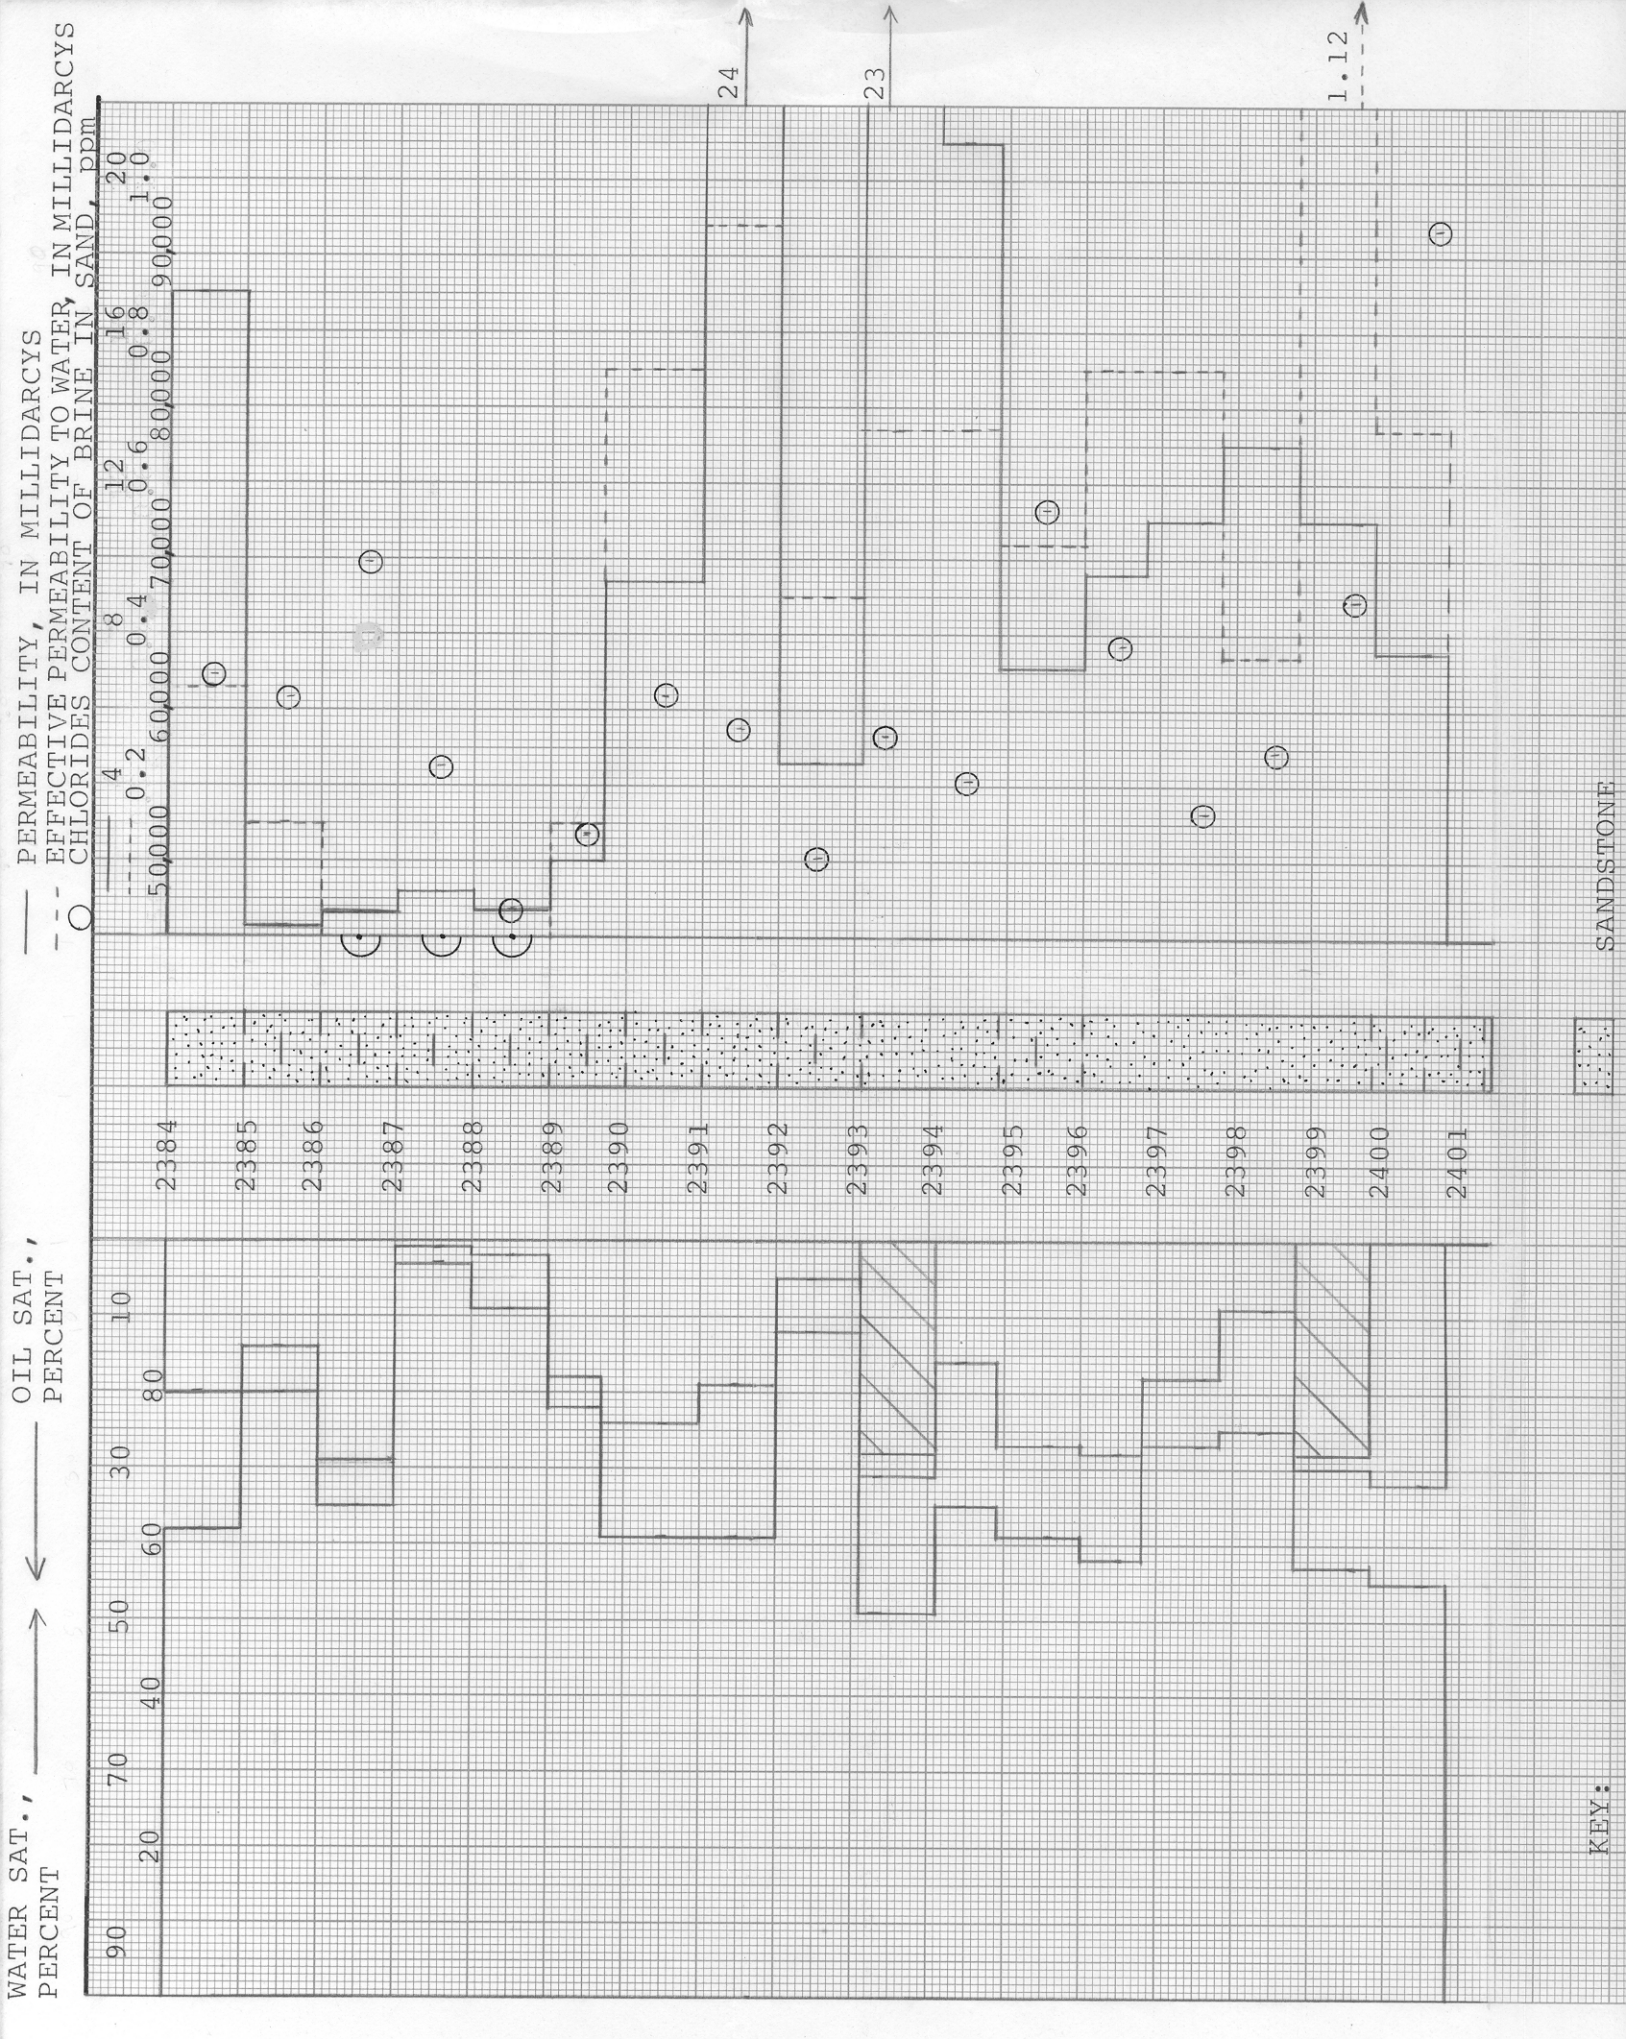 WATER SAT.,
PERCENT
OIL SAT.,
PERCENT
PERMEABILITY, IN MILLIDARCYS
EFFECTIVE PERMEABILITY TO WATER, IN MILLIDARCYS
CHLORIDES CONTENT OF BRINE IN SAND, ppm
90 70 50 30 10
20 40 60 80
4 8 12 16 20
0.2 0.4 0.6 0.8 1.0
50,000 60,000 70,000 80,000 90,000
2384
2385
2386
2387
2388
2389
2390
2391
2392
2393
2394
2395
2396
2397
2398
2399
2400
2401
24
23
1.12
KEY:
SANDSTONE